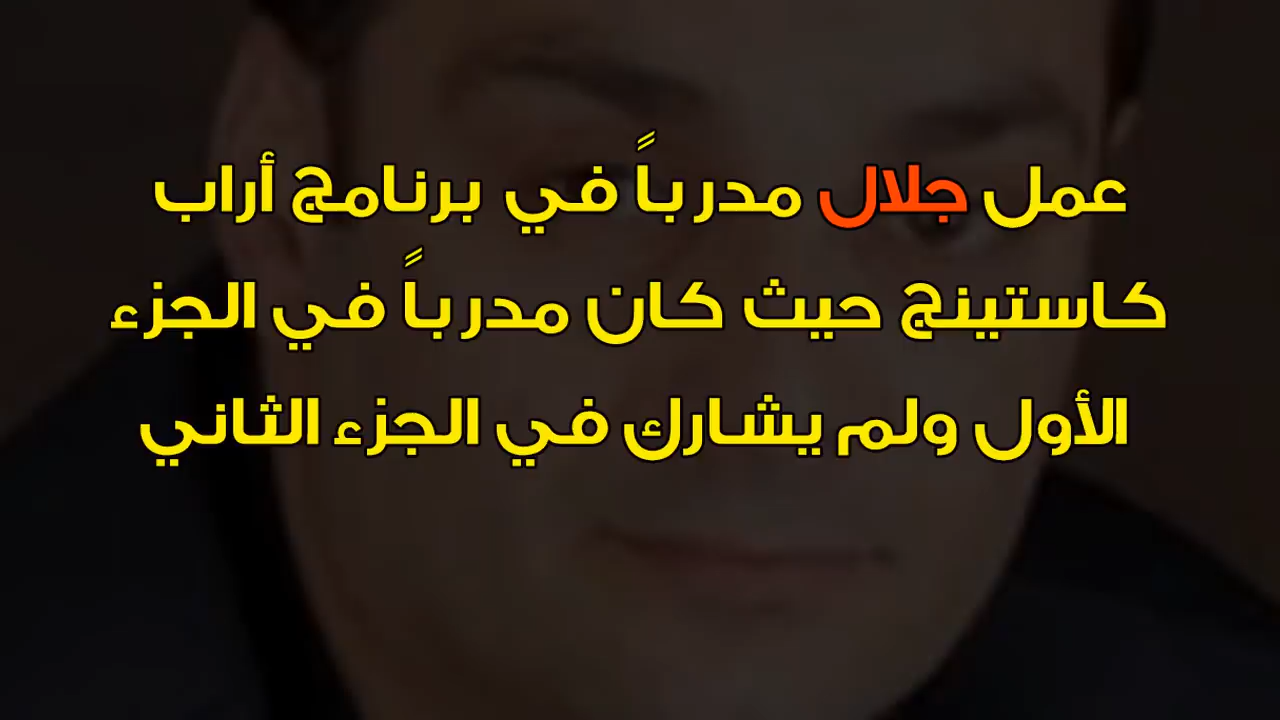 عمل جلال مدرباً في برنامج أراب
كاستينج حيث كان مدرباً في الجزء
الأول ولم يشارك في الجزء الثاني